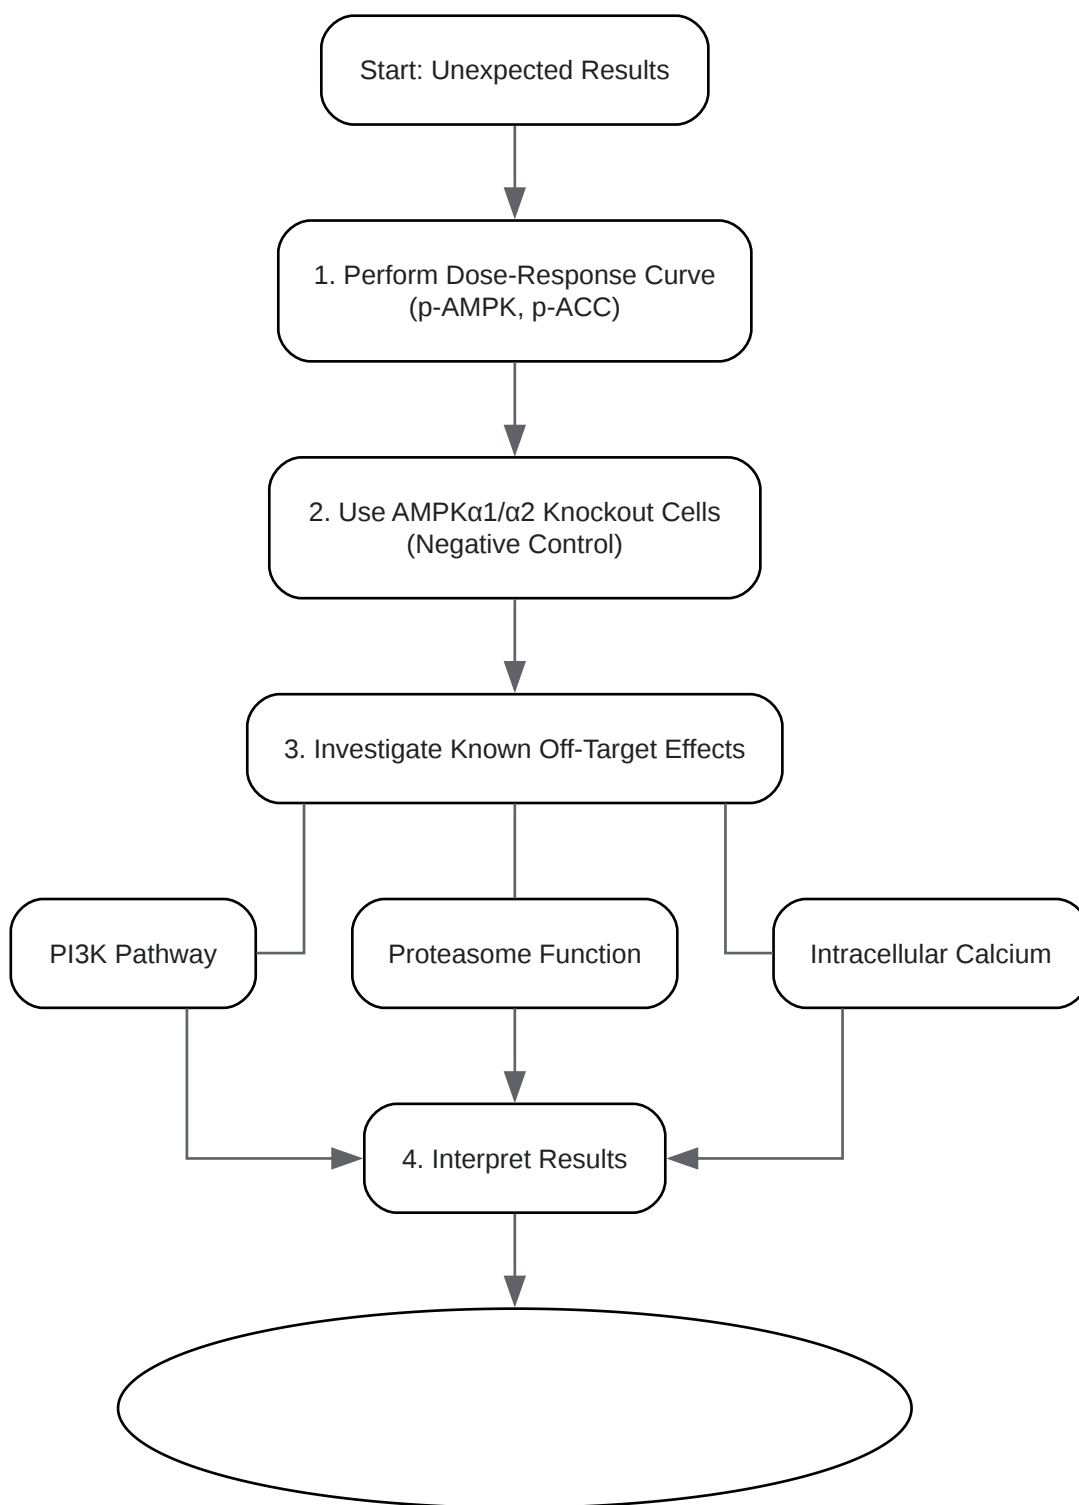 Start: Unexpected Results
1. Perform Dose-Response Curve
(p-AMPK, p-ACC)
2. Use AMPKα1/α2 Knockout Cells
(Negative Control)
3. Investigate Known Off-Target Effects
PI3K Pathway
Proteasome Function
Intracellular Calcium
4. Interpret Results